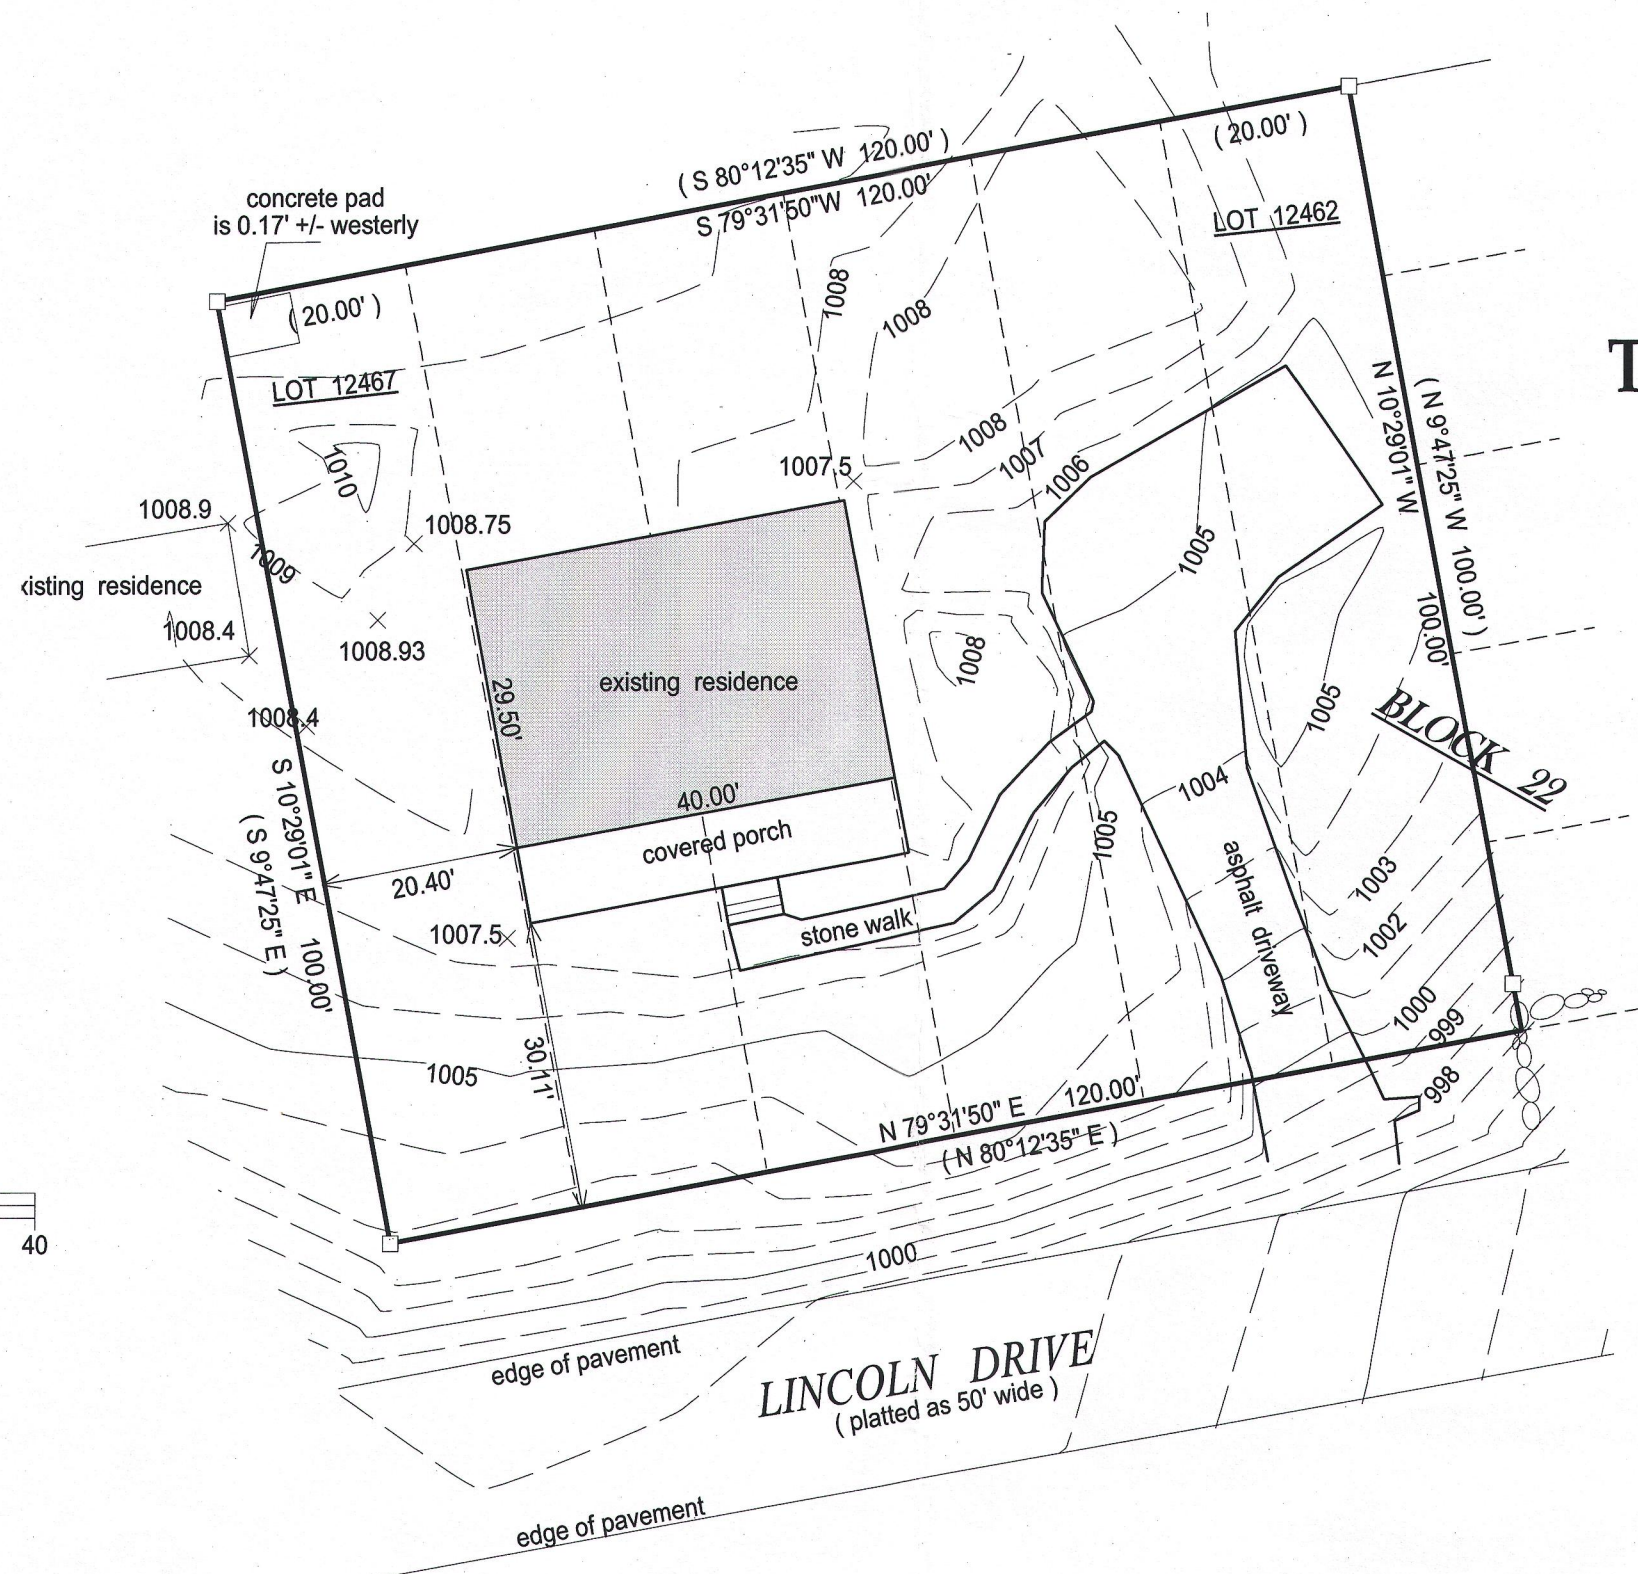 ( 20.00' )
( S 80°12'35" W 120.00' )
S 79°31'50"W 120.00'
concrete pad
is 0.17' +/- westerly
LOT 12462
( 20.00' )
1008
1008
LOT 12467
N 10°29'01" W 100.00'
( N 9°47'25" W 100.00' )
1008
1007
1007.5
1006
1010
1008.9
1008.75
1005
1009
existing residence
1008.4
1008.93
1008
existing residence
29.50'
1005
BLOCK 22
1008.4
40.00'
1004
covered porch
1005
S 10°29'01" E 100.00'
( S 9°47'25" E )
20.40'
1003
asphalt driveway
stone walk
1007.5
1002
1000
999
30.11'
1005
998
N 79°31'50" E 120.00'
( N 80°12'35" E )
40
1000
edge of pavement
LINCOLN DRIVE
( platted as 50' wide )
edge of pavement